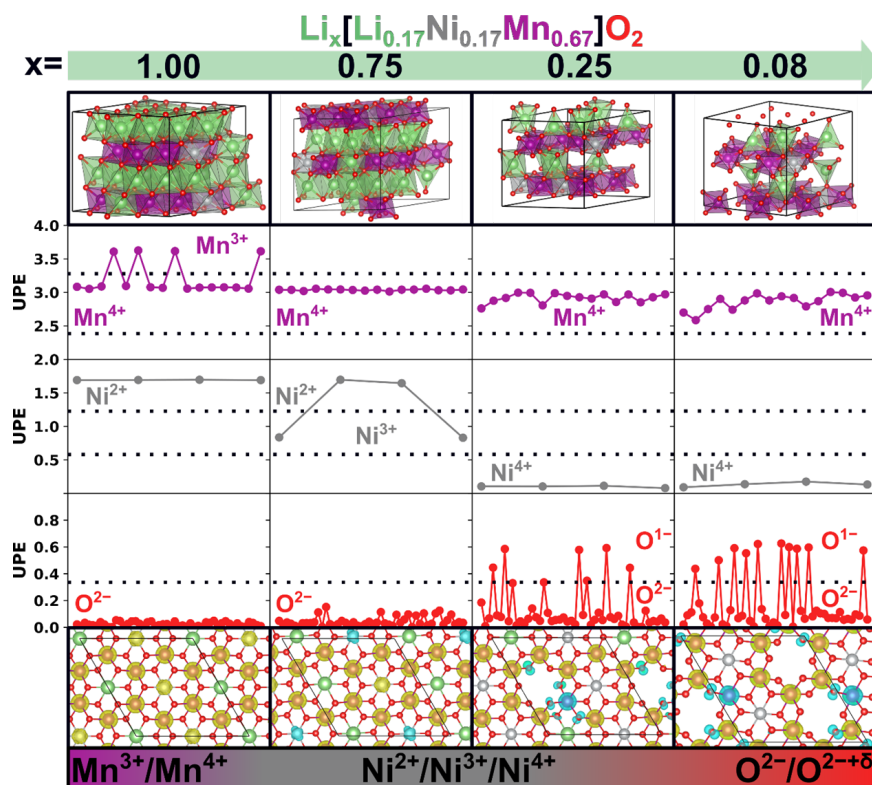 Liₓ[Li₀.₁₇Ni₀.₁₇Mn₀.₆₇]O₂
x= 1.00 0.75 0.25 0.08
4.0
3.5
3.0
2.5
2.0
UPE
Mn³⁺
Mn⁴⁺ Mn⁴⁺ Mn⁴⁺ Mn⁴⁺
1.5
1.0
0.5
UPE
Ni²⁺ Ni²⁺
Ni³⁺
Ni⁴⁺ Ni⁴⁺
0.8
0.6
0.4
0.2
0.0
UPE
O¹⁻ O¹⁻
O²⁻ O²⁻ O²⁻ O²⁻
Mn³⁺/Mn⁴⁺ Ni²⁺/Ni³⁺/Ni⁴⁺ O²⁻/O²⁻⁺δ